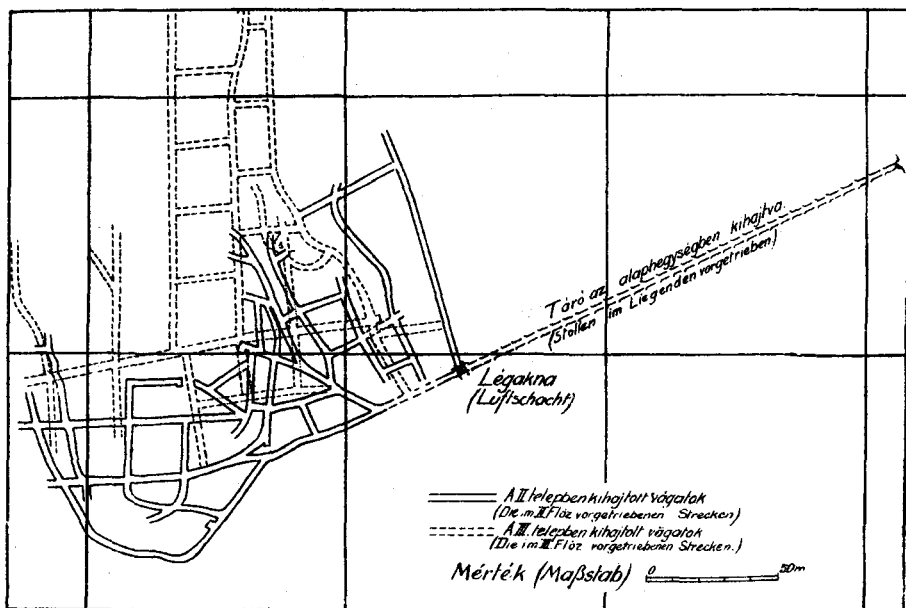 Táró az alaphegységben kihajtva.
(Stollen im Liegenden vorgetrieben)
Légakna
(Luftschacht)
A II. telepben kihajtott vágatok
(Die im II. Flöz vorgetriebenen Strecken)
A III. telepben kihajtott vágatok
(Die im III. Flöz vorgetriebenen Strecken.)
Mérték (Maßstab) 0 50m